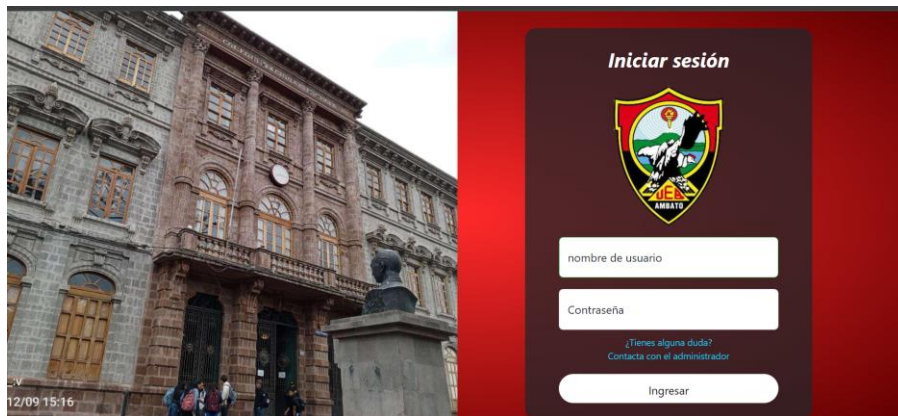 :v
12/09 15:16
Iniciar sesión
UEB
AMBATO
nombre de usuario
Contraseña
¿Tienes alguna duda?
Contacta con el administrador
Ingresar